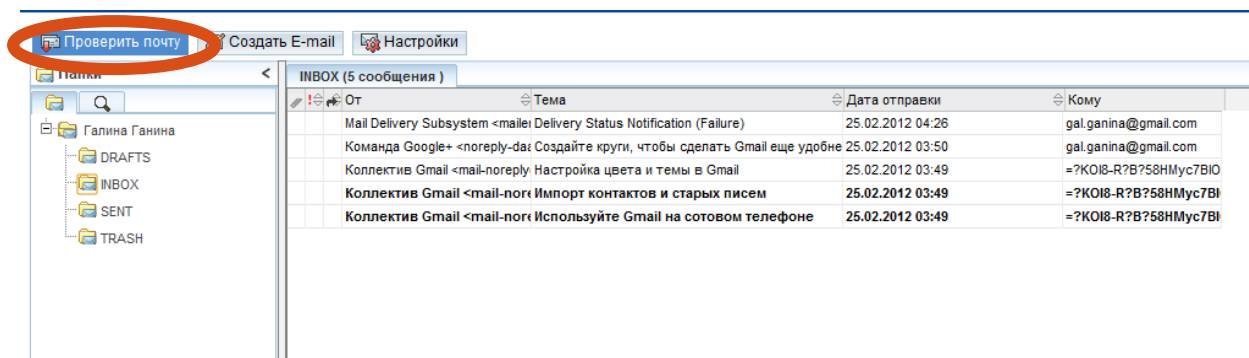 Проверить почту Создать E-mail Настройки
Папки < INBOX (5 сообщения )
От Тема Дата отправки Кому
Mail Delivery Subsystem <mailer Delivery Status Notification (Failure) 25.02.2012 04:26 gal.ganina@gmail.com
Команда Google+ <noreply-daa Создайте круги, чтобы сделать Gmail еще удобне 25.02.2012 03:50 gal.ganina@gmail.com
Коллектив Gmail <mail-noreply Настройка цвета и темы в Gmail 25.02.2012 03:49 =?KOI8-R?B?58HMyc7BIO
Коллектив Gmail <mail-nore Импорт контактов и старых писем 25.02.2012 03:49 =?KOI8-R?B?58HMyc7BI
Коллектив Gmail <mail-nore Используйте Gmail на сотовом телефоне 25.02.2012 03:49 =?KOI8-R?B?58HMyc7BI
Галина Ганина
DRAFTS
INBOX
SENT
TRASH